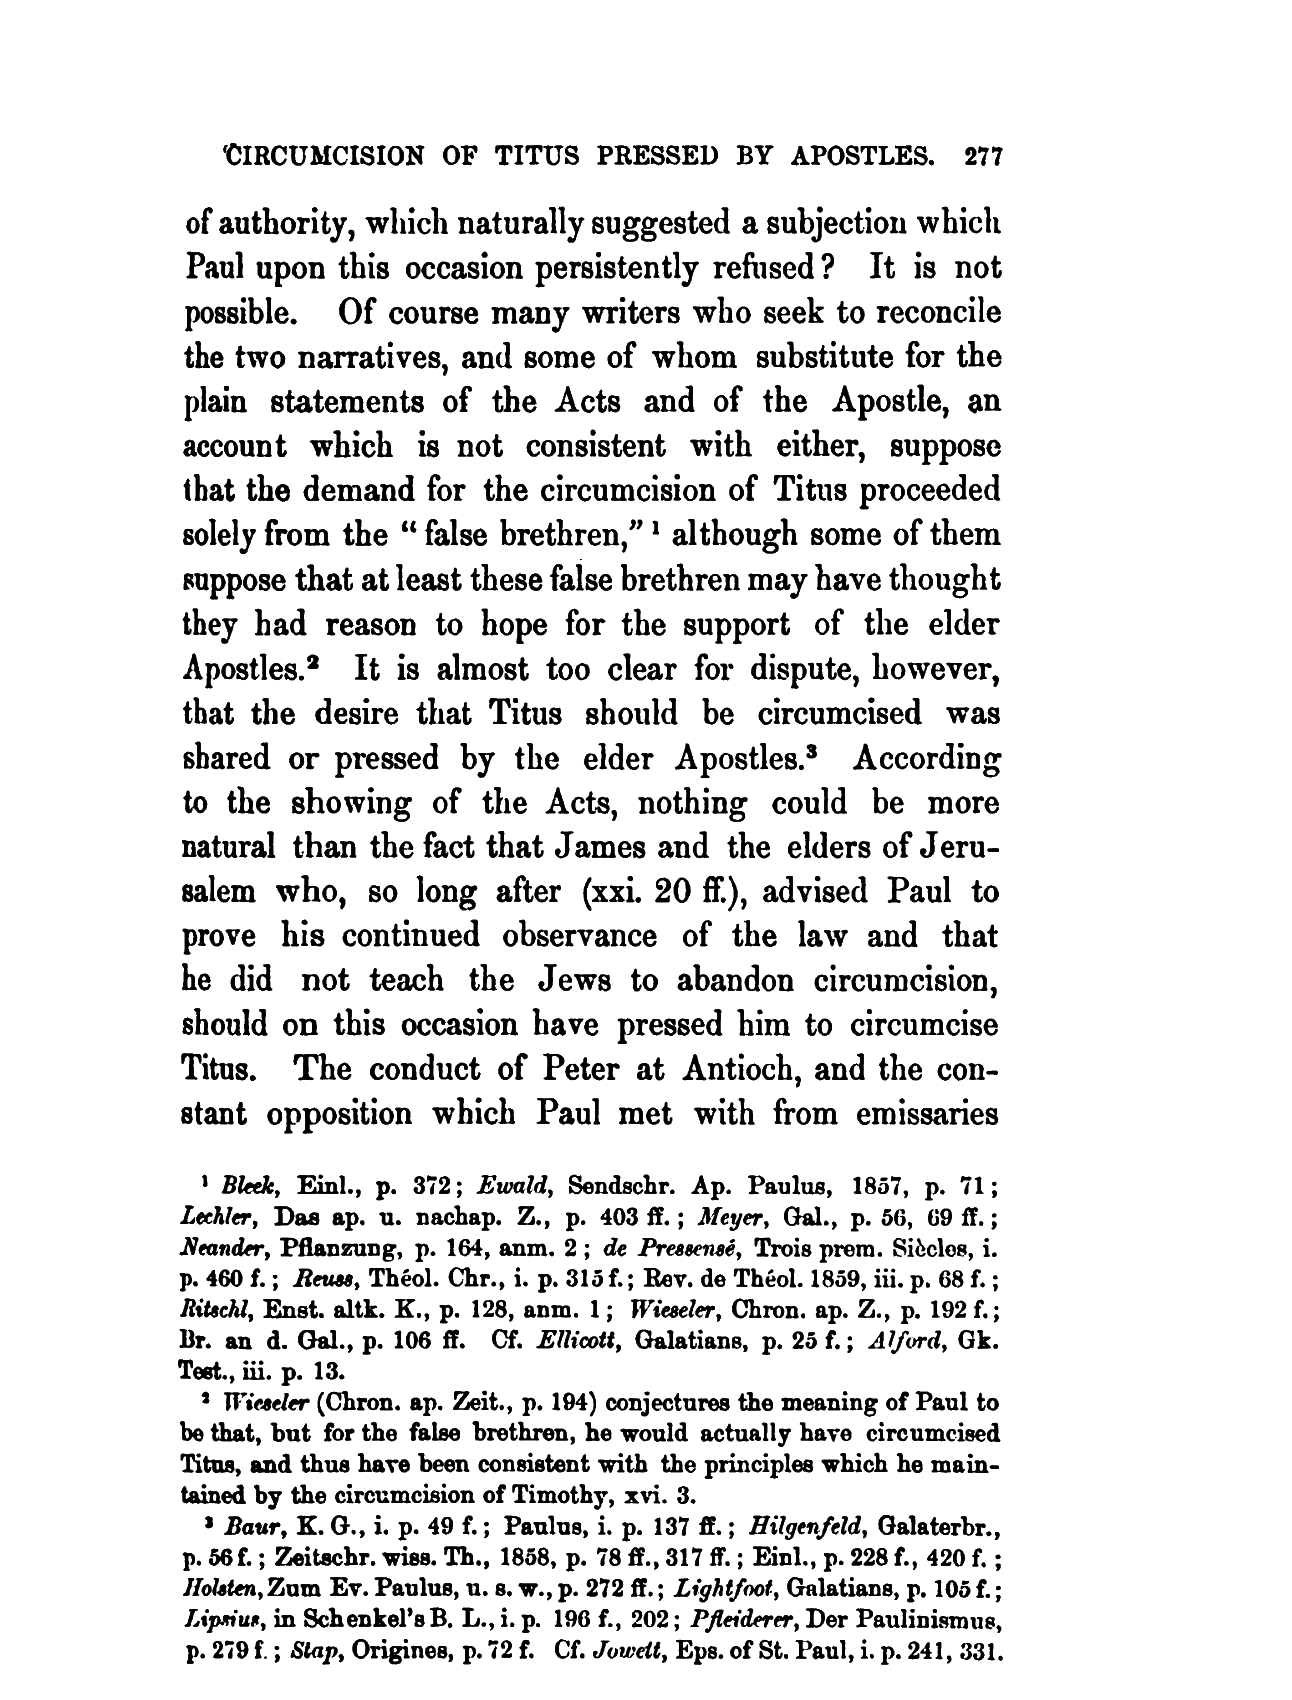 CIRCUMCISION OF TITUS PRESSED BY APOSTLES. 277
of authority, which naturally suggested a subjection which
Paul upon this occasion persistently refused? It is not
possible. Of course many writers who seek to reconcile
the two narratives, and some of whom substitute for the
plain statements of the Acts and of the Apostle, an
account which is not consistent with either, suppose
that the demand for the circumcision of Titus proceeded
solely from the “false brethren,” ¹ although some of them
suppose that at least these false brethren may have thought
they had reason to hope for the support of the elder
Apostles.² It is almost too clear for dispute, however,
that the desire that Titus should be circumcised was
shared or pressed by the elder Apostles.³ According
to the showing of the Acts, nothing could be more
natural than the fact that James and the elders of Jeru-
salem who, so long after (xxi. 20 ff.), advised Paul to
prove his continued observance of the law and that
he did not teach the Jews to abandon circumcision,
should on this occasion have pressed him to circumcise
Titus. The conduct of Peter at Antioch, and the con-
stant opposition which Paul met with from emissaries
¹ Bleek, Einl., p. 372; Ewald, Sendschr. Ap. Paulus, 1857, p. 71;
Lechler, Das ap. u. nachap. Z., p. 403 ff.; Meyer, Gal., p. 56, 69 ff.;
Neander, Pflanzung, p. 164, anm. 2; de Pressensé, Trois prem. Siècles, i.
p. 460 f.; Reuss, Théol. Chr., i. p. 315 f.; Rev. de Théol. 1859, iii. p. 68 f.;
Ritschl, Enst. altk. K., p. 128, anm. 1; Wieseler, Chron. ap. Z., p. 192 f.;
Br. an d. Gal., p. 106 ff. Cf. Ellicott, Galatians, p. 25 f.; Alford, Gk.
Test., iii. p. 13.
² Wieseler (Chron. ap. Zeit., p. 194) conjectures the meaning of Paul to
be that, but for the false brethren, he would actually have circumcised
Titus, and thus have been consistent with the principles which he main-
tained by the circumcision of Timothy, xvi. 3.
³ Baur, K. G., i. p. 49 f.; Paulus, i. p. 137 ff.; Hilgenfeld, Galaterbr.,
p. 56 f.; Zeitschr. wiss. Th., 1858, p. 78 ff., 317 ff.; Einl., p. 228 f., 420 f.;
Holsten, Zum Ev. Paulus, u. s. w., p. 272 ff.; Lightfoot, Galatians, p. 105 f.;
Lipsius, in Schenkel's B. L., i. p. 196 f., 202; Pfleiderer, Der Paulinismus,
p. 279 f.; Stap, Origines, p. 72 f. Cf. Jowett, Eps. of St. Paul, i. p. 241, 331.